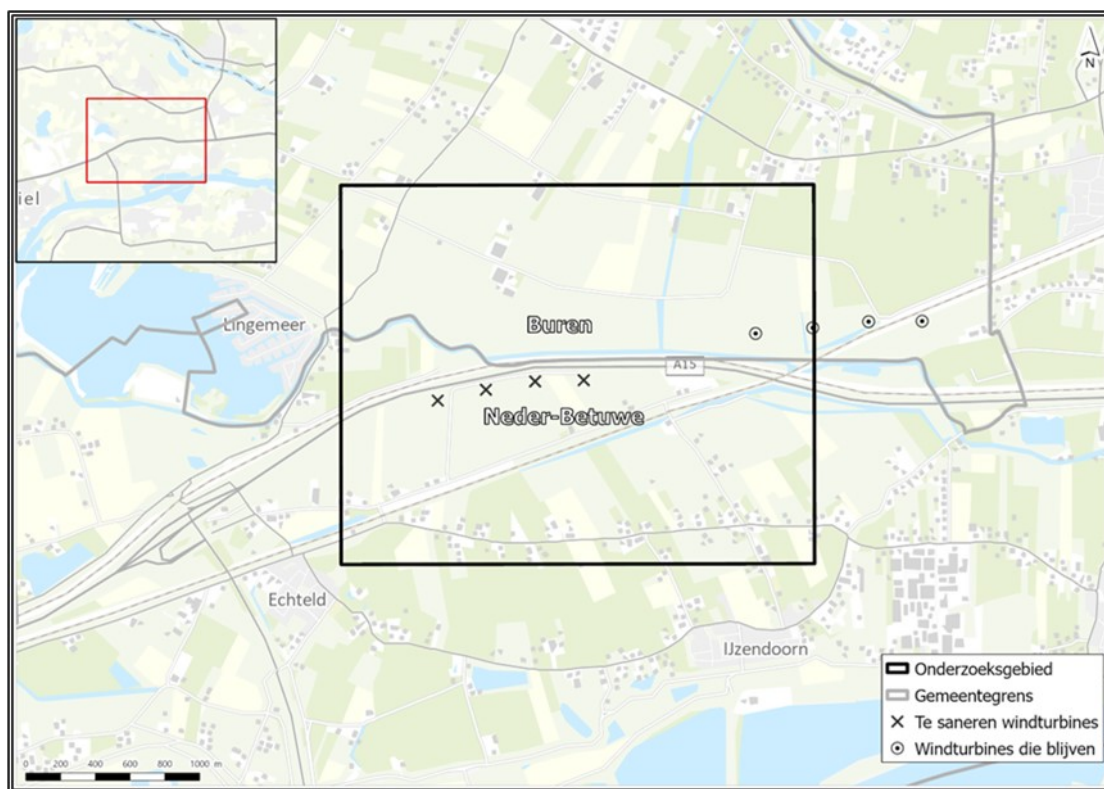 iel
N
Lingemeer
Buren
A15
Neder-Betuwe
Echteld
IJzendoorn
Onderzoeksgebied
Gemeentegrens
Te saneren windturbines
Windturbines die blijven
0 200 400 600 800 1000 m